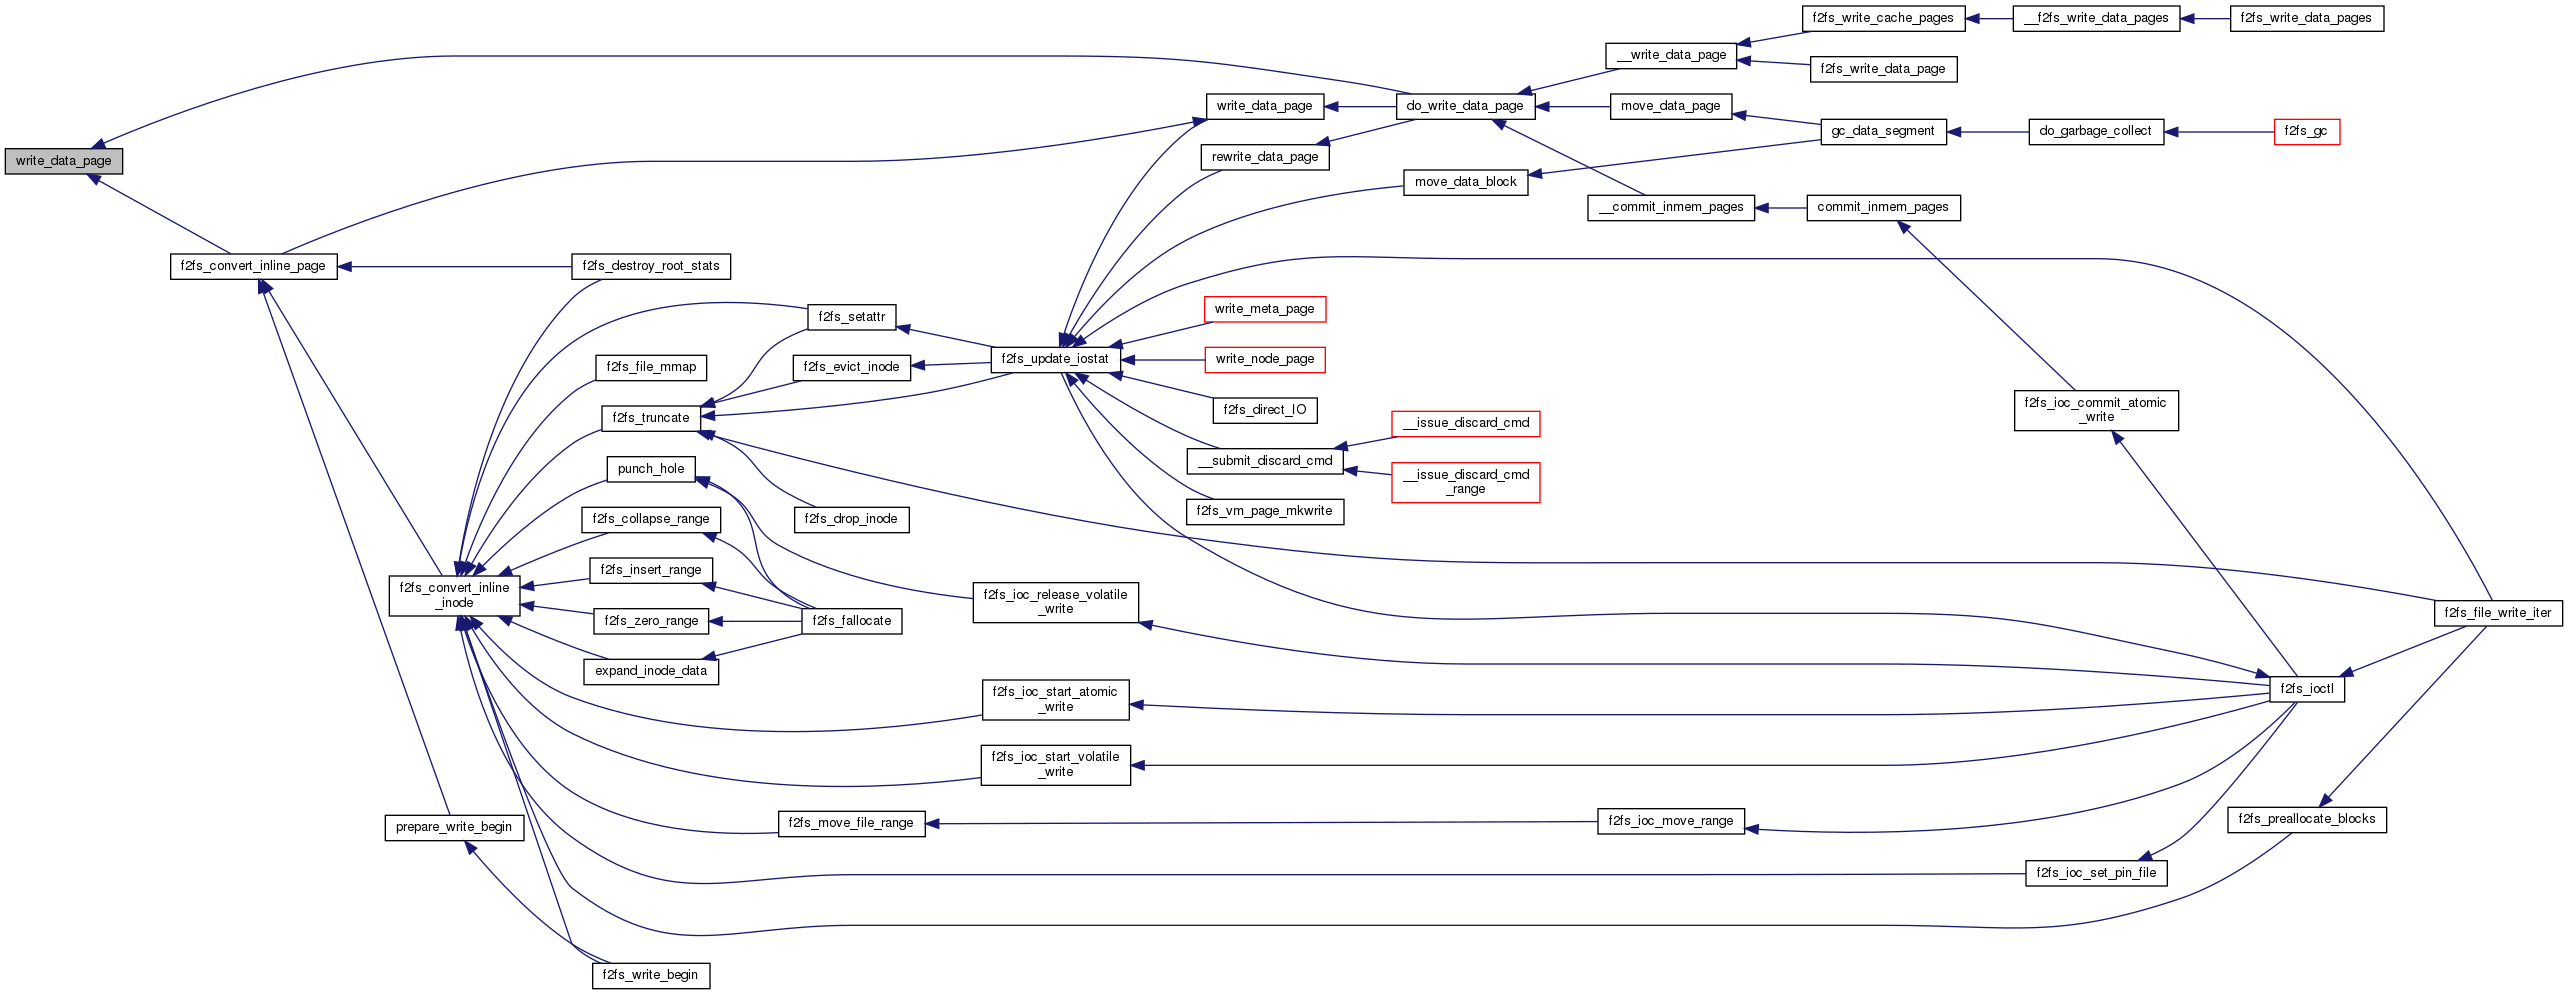 f2fs_write_cache_pages
__f2fs_write_data_pages
f2fs_write_data_pages
__write_data_page
f2fs_write_data_page
write_data_page
do_write_data_page
move_data_page
gc_data_segment
do_garbage_collect
f2fs_gc
write_data_page
rewrite_data_page
move_data_block
__commit_inmem_pages
commit_inmem_pages
f2fs_convert_inline_page
f2fs_destroy_root_stats
f2fs_setattr
write_meta_page
f2fs_update_iostat
write_node_page
f2fs_file_mmap
f2fs_evict_inode
f2fs_truncate
f2fs_direct_IO
f2fs_ioc_commit_atomic
_write
__issue_discard_cmd
__submit_discard_cmd
__issue_discard_cmd
_range
punch_hole
f2fs_vm_page_mkwrite
f2fs_collapse_range
f2fs_drop_inode
f2fs_insert_range
f2fs_convert_inline
_inode
f2fs_ioc_release_volatile
_write
f2fs_zero_range
f2fs_fallocate
f2fs_file_write_iter
expand_inode_data
f2fs_ioc_start_atomic
_write
f2fs_ioctl
f2fs_ioc_start_volatile
_write
prepare_write_begin
f2fs_move_file_range
f2fs_ioc_move_range
f2fs_preallocate_blocks
f2fs_ioc_set_pin_file
f2fs_write_begin